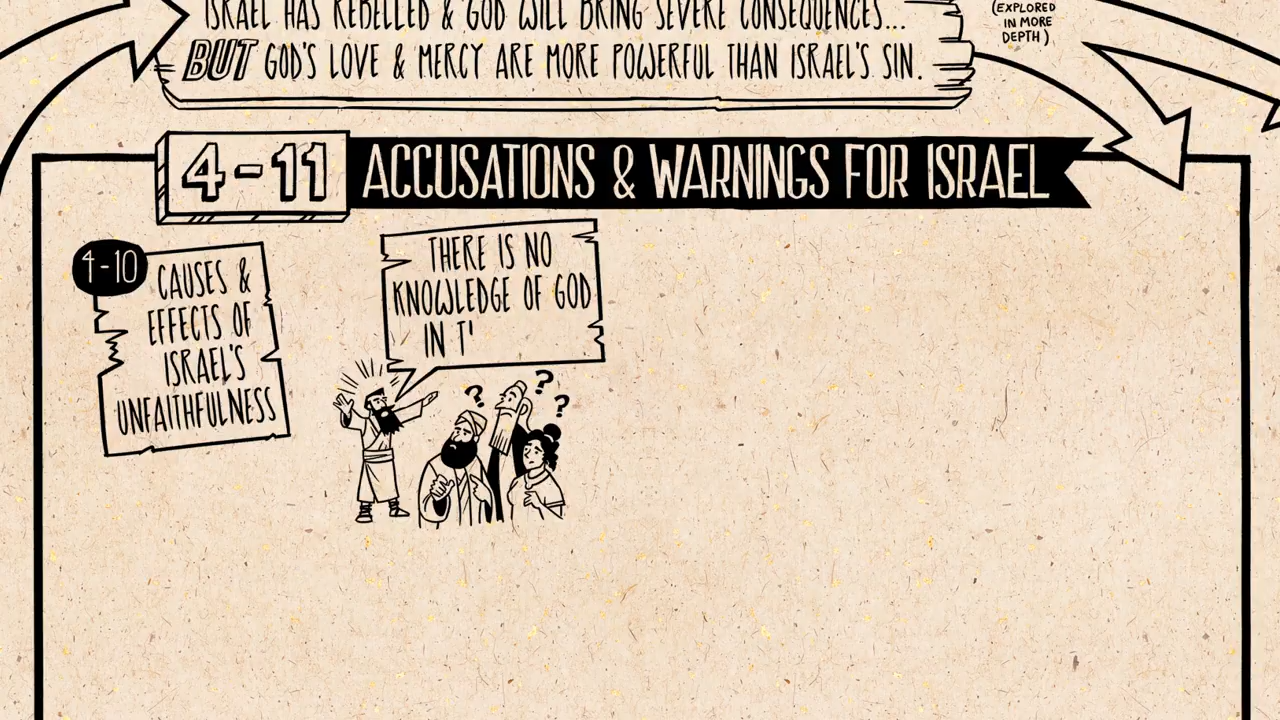 ISRAEL HAS REBELLED & GOD WILL BRING SEVERE CONSEQUENCES...
BUT GOD'S LOVE & MERCY ARE MORE POWERFUL THAN ISRAEL'S SIN.
(EXPLORED
IN MORE
DEPTH)
4-11 ACCUSATIONS & WARNINGS FOR ISRAEL
4-10
CAUSES &
EFFECTS OF
ISRAEL'S
UNFAITHFULNESS
THERE IS NO
KNOWLEDGE OF GOD
IN T
?
?
?